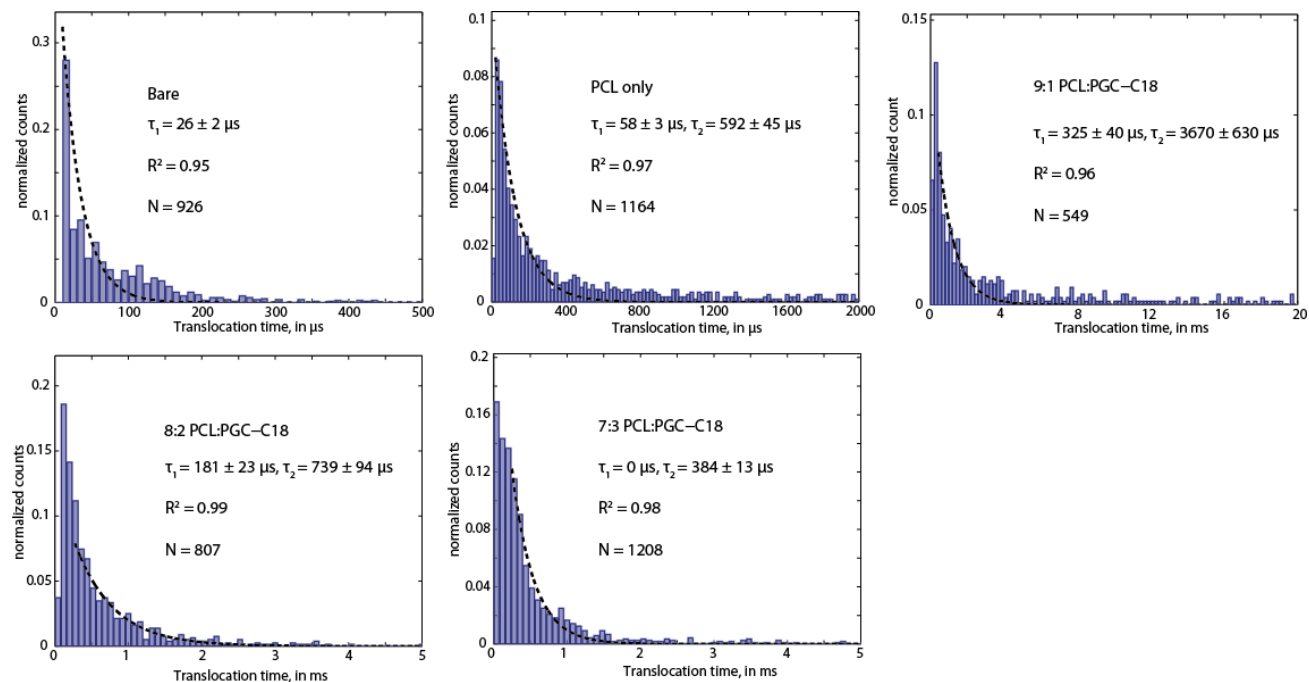 normalized counts
0.3
0.2
0.1
0
Bare
τ₁ = 26 ± 2 µs
R² = 0.95
N = 926
0 100 200 300 400 500
Translocation time, in µs
normalized counts
0.1
0.08
0.06
0.04
0.02
0
PCL only
τ₁ = 58 ± 3 µs, τ₂ = 592 ± 45 µs
R² = 0.97
N = 1164
0 400 800 1200 1600 2000
Translocation time, in µs
normalized count
0.15
0.1
0.05
0
9:1 PCL:PGC−C18
τ₁ = 325 ± 40 µs, τ₂ = 3670 ± 630 µs
R² = 0.96
N = 549
0 4 8 12 16 20
Translocation time, in ms
normalized counts
0.2
0.15
0.1
0.05
0
8:2 PCL:PGC−C18
τ₁ = 181 ± 23 µs, τ₂ = 739 ± 94 µs
R² = 0.99
N = 807
0 1 2 3 4 5
Translocation time, in ms
normalized counts
0.2
0.16
0.12
0.08
0.04
0
7:3 PCL:PGC−C18
τ₁ = 0 µs, τ₂ = 384 ± 13 µs
R² = 0.98
N = 1208
0 1 2 3 4 5
Translocation time, in ms